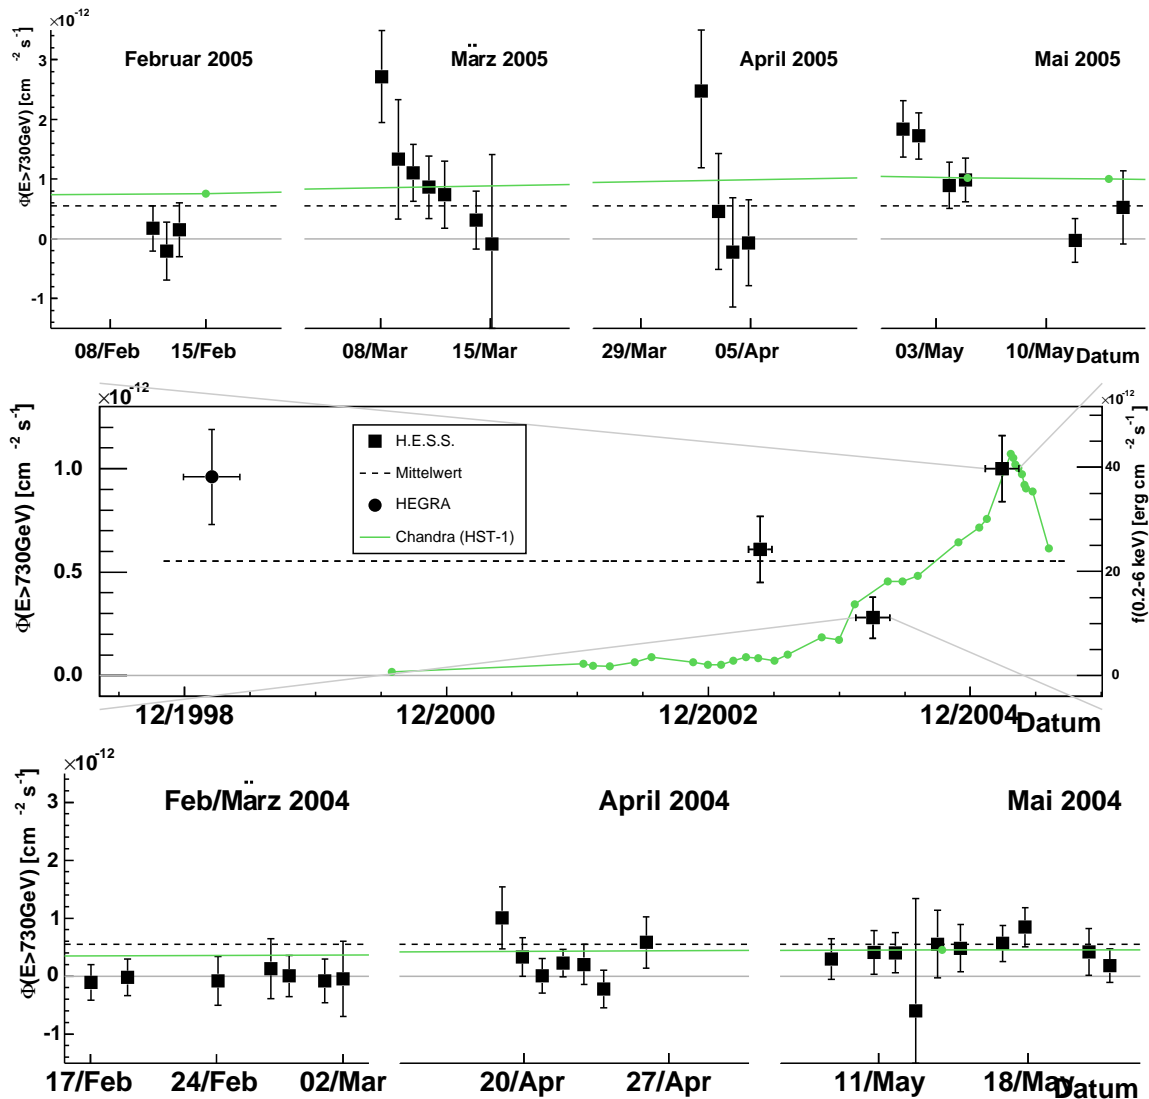 ×10-12
Φ(E>730GeV) [cm -2 s-1]
Februar 2005
März 2005
April 2005
Mai 2005
3
2
1
0
-1
08/Feb
15/Feb
08/Mar
15/Mar
29/Mar
05/Apr
03/May
10/May
Datum
×10-12
×10-12
Φ(E>730GeV) [cm -2 s-1]
1.0
0.5
0.0
H.E.S.S.
Mittelwert
HEGRA
Chandra (HST-1)
40
20
0
f(0.2-6 keV) [erg cm -2 s-1]
12/1998
12/2000
12/2002
12/2004
Datum
×10-12
Φ(E>730GeV) [cm -2 s-1]
Feb/März 2004
April 2004
Mai 2004
3
2
1
0
-1
17/Feb
24/Feb
02/Mar
20/Apr
27/Apr
11/May
18/May
Datum